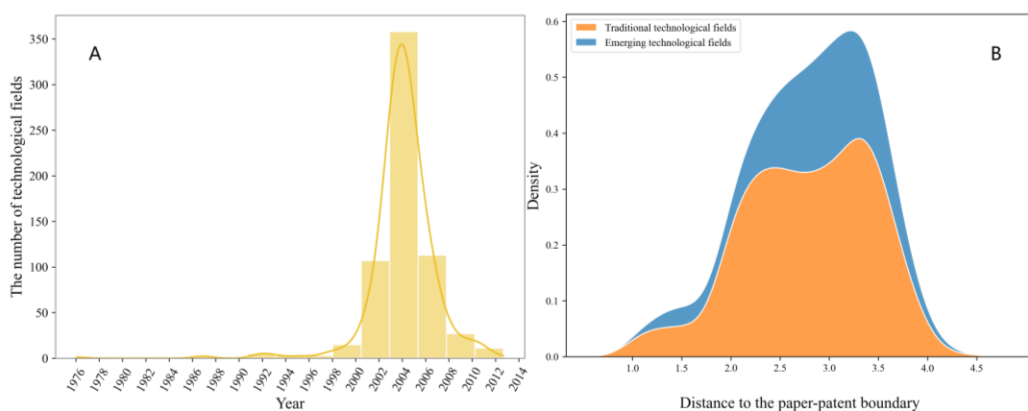 A
The number of technological fields
350
300
250
200
150
100
50
0
1976 1978 1980 1982 1984 1986 1988 1990 1992 1994 1996 1998 2000 2002 2004 2006 2008 2010 2012 2014
Year
Traditional technological fields
Emerging technological fields
B
Density
0.6
0.5
0.4
0.3
0.2
0.1
0.0
1.0 1.5 2.0 2.5 3.0 3.5 4.0 4.5
Distance to the paper-patent boundary